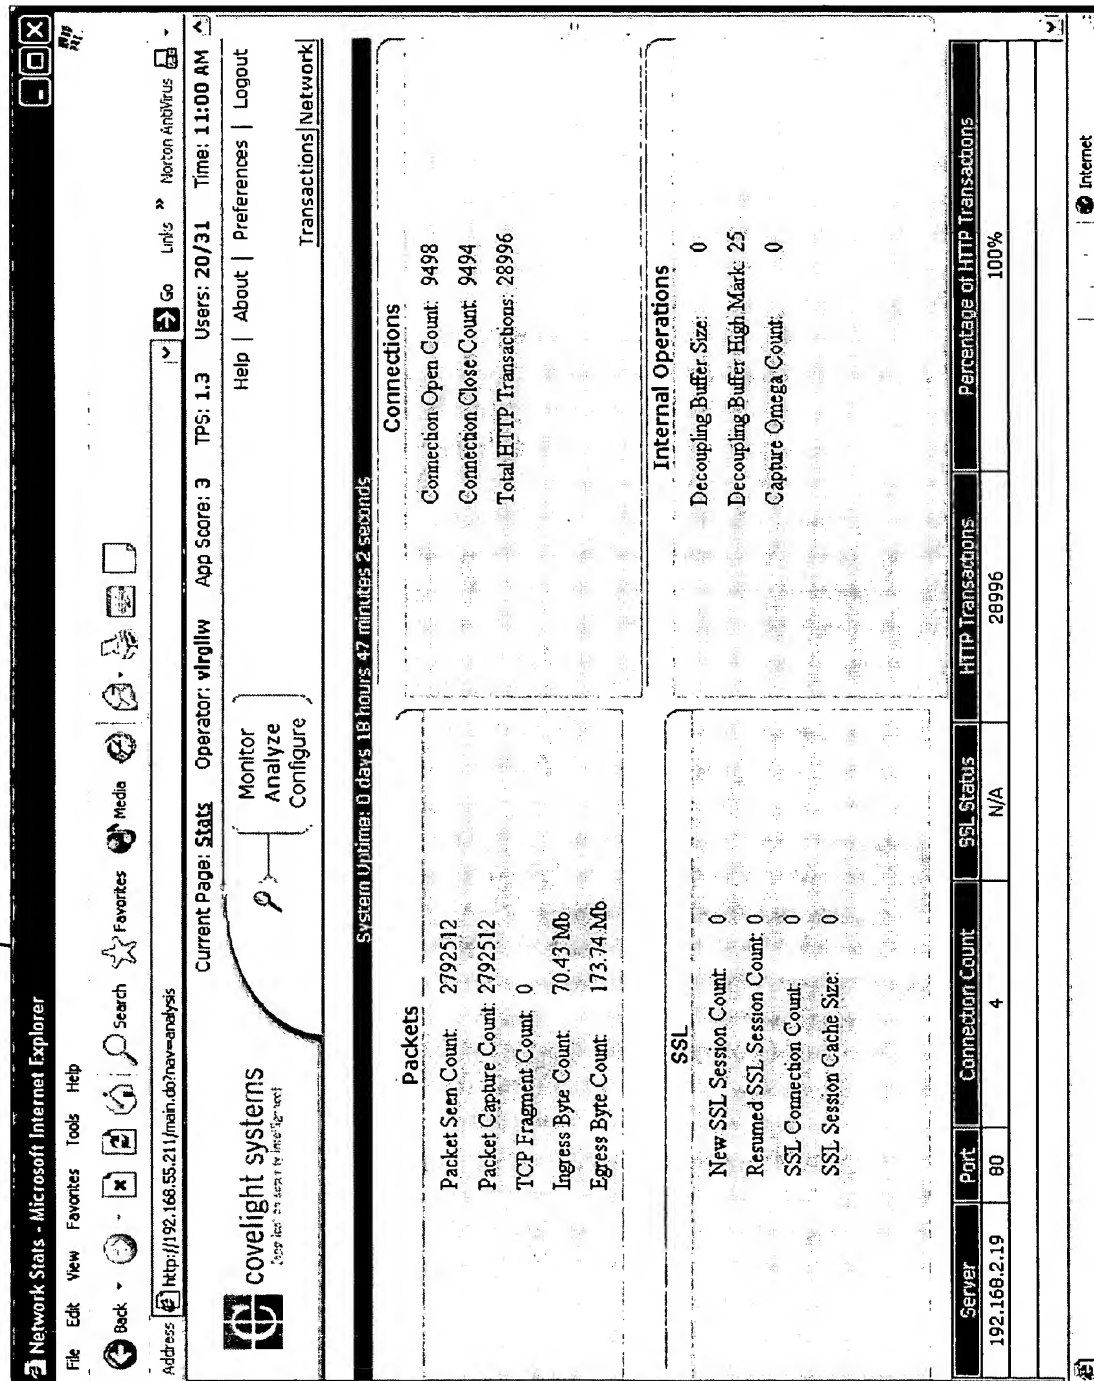 Network Stats - Microsoft Internet Explorer
File Edit View Favorites Tools Help
Back Search Favorites Media
Address http://192.168.55.211/main.do?nav=analysis Go Links » Norton AntiVirus
Current Page: Stats Operator: vlrollw App Score: 3 TPS: 1.3 Users: 20/31 Time: 11:00 AM
covelight systems
Monitor
Analyze
Configure
Help | About | Preferences | Logout
Transactions | Network
System Uptime: 0 days 18 hours 47 minutes 2 seconds
Packets
Packet Seen Count: 2792512
Packet Capture Count: 2792512
TCP Fragment Count: 0
Ingress Byte Count: 70.43 Mb
Egress Byte Count: 173.74 Mb
Connections
Connection Open Count: 9498
Connection Close Count: 9494
Total HTTP Transactions: 28996
SSL
New SSL Session Count: 0
Resumed SSL Session Count: 0
SSL Connection Count: 0
SSL Session Cache Size: 0
Internal Operations
Decoupling Buffer Size: 0
Decoupling Buffer High Mark: 25
Capture Omega Count: 0
Server Port Connection Count SSL Status HTTP Transactions Percentage of HTTP Transactions
192.168.2.19 80 4 N/A 28996 100%
Internet